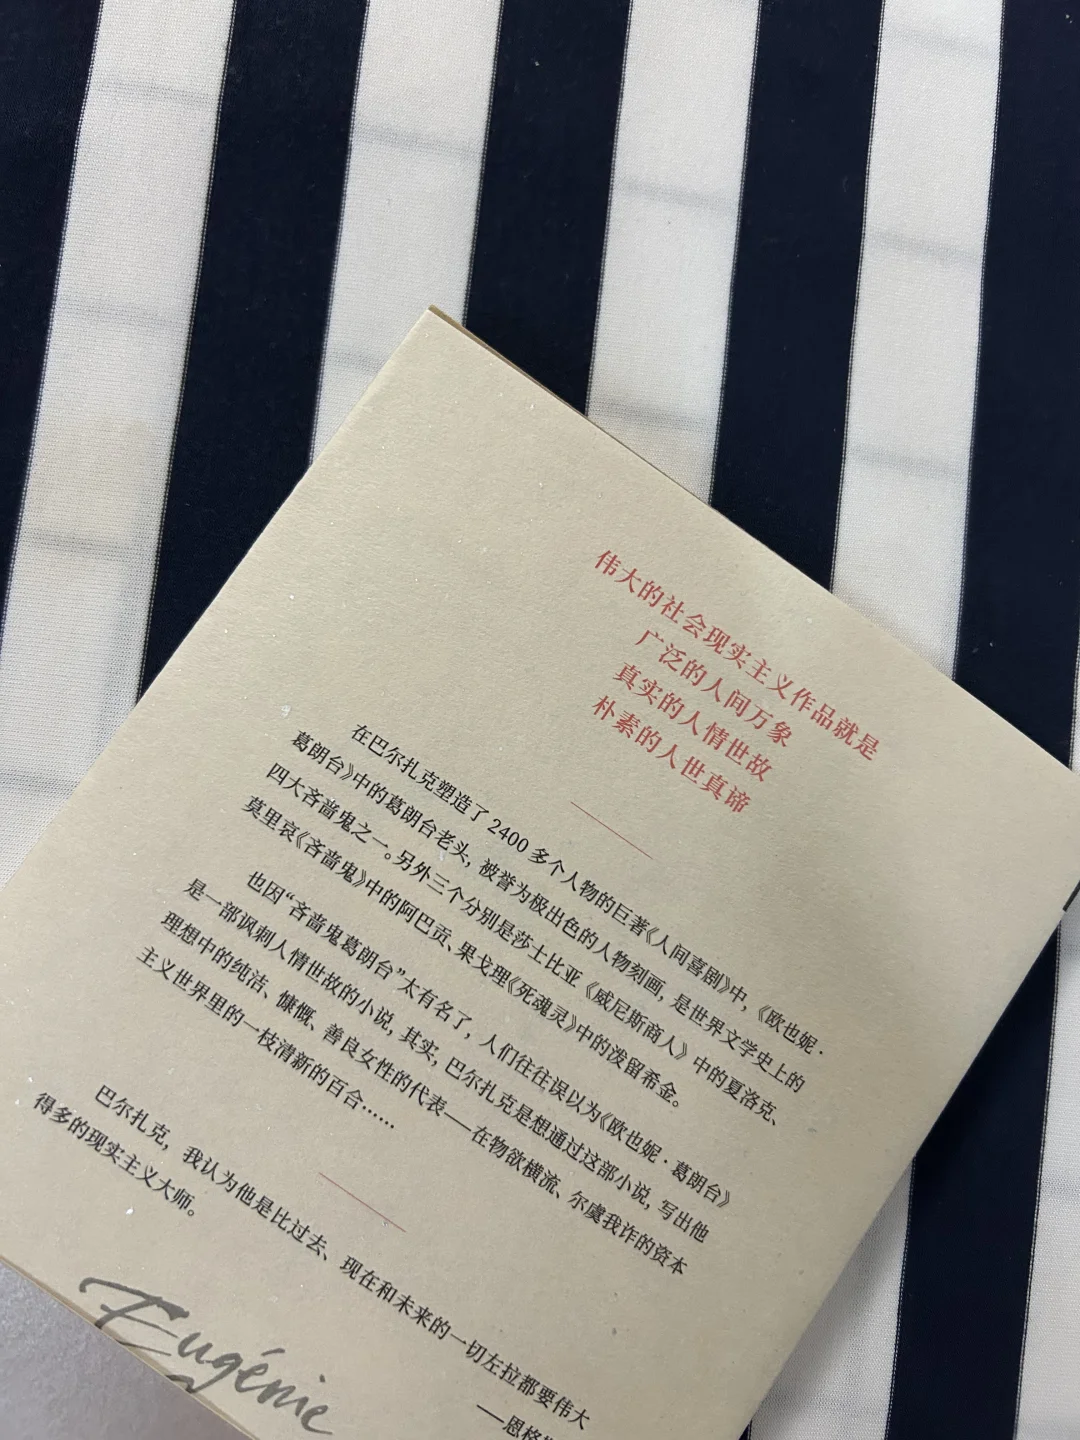 伟大的社会现实主义作品就是
广泛的人间万象
真实的人情世故
朴素的人世真谛
在巴尔扎克塑造了 2400 多个人物的巨著《人间喜剧》中，《欧也妮·
葛朗台》中的葛朗台老头，被誉为极出色的人物刻画，是世界文学史上的
四大吝啬鬼之一。另外三个分别是莎士比亚《威尼斯商人》中的夏洛克、
莫里哀《吝啬鬼》中的阿巴贡、果戈理《死魂灵》中的泼留希金。
也因“吝啬鬼葛朗台”太有名了，人们往往误以为《欧也妮·葛朗台》
是一部讽刺人情世故的小说，其实，巴尔扎克是想通过这部小说，写出他
理想中的纯洁、慷慨、善良女性的代表——在物欲横流、尔虞我诈的资本
主义世界里的一枝清新的百合……
巴尔扎克，我认为他是比过去、现在和未来的一切左拉都要伟大
得多的现实主义大师。
——恩格
Eugénie